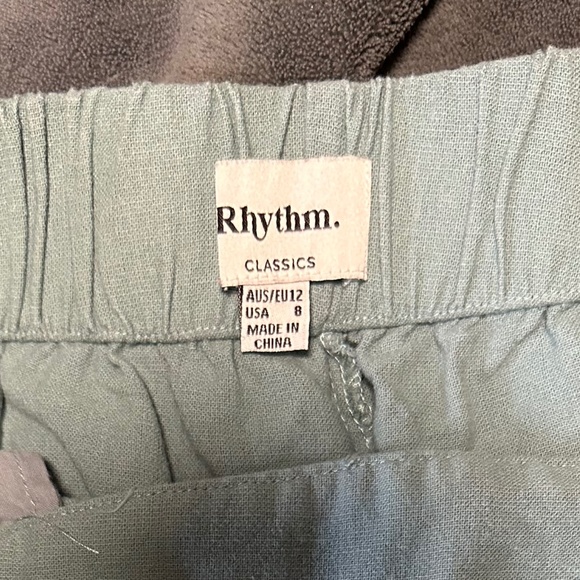 Rhythm.
CLASSICS
AUS/EU12
USA 8
MADE IN
CHINA